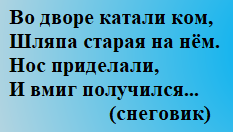 Во дворе катали ком,
Шляпа старая на нём.
Нос приделали,
И вмиг получился...
(снеговик)